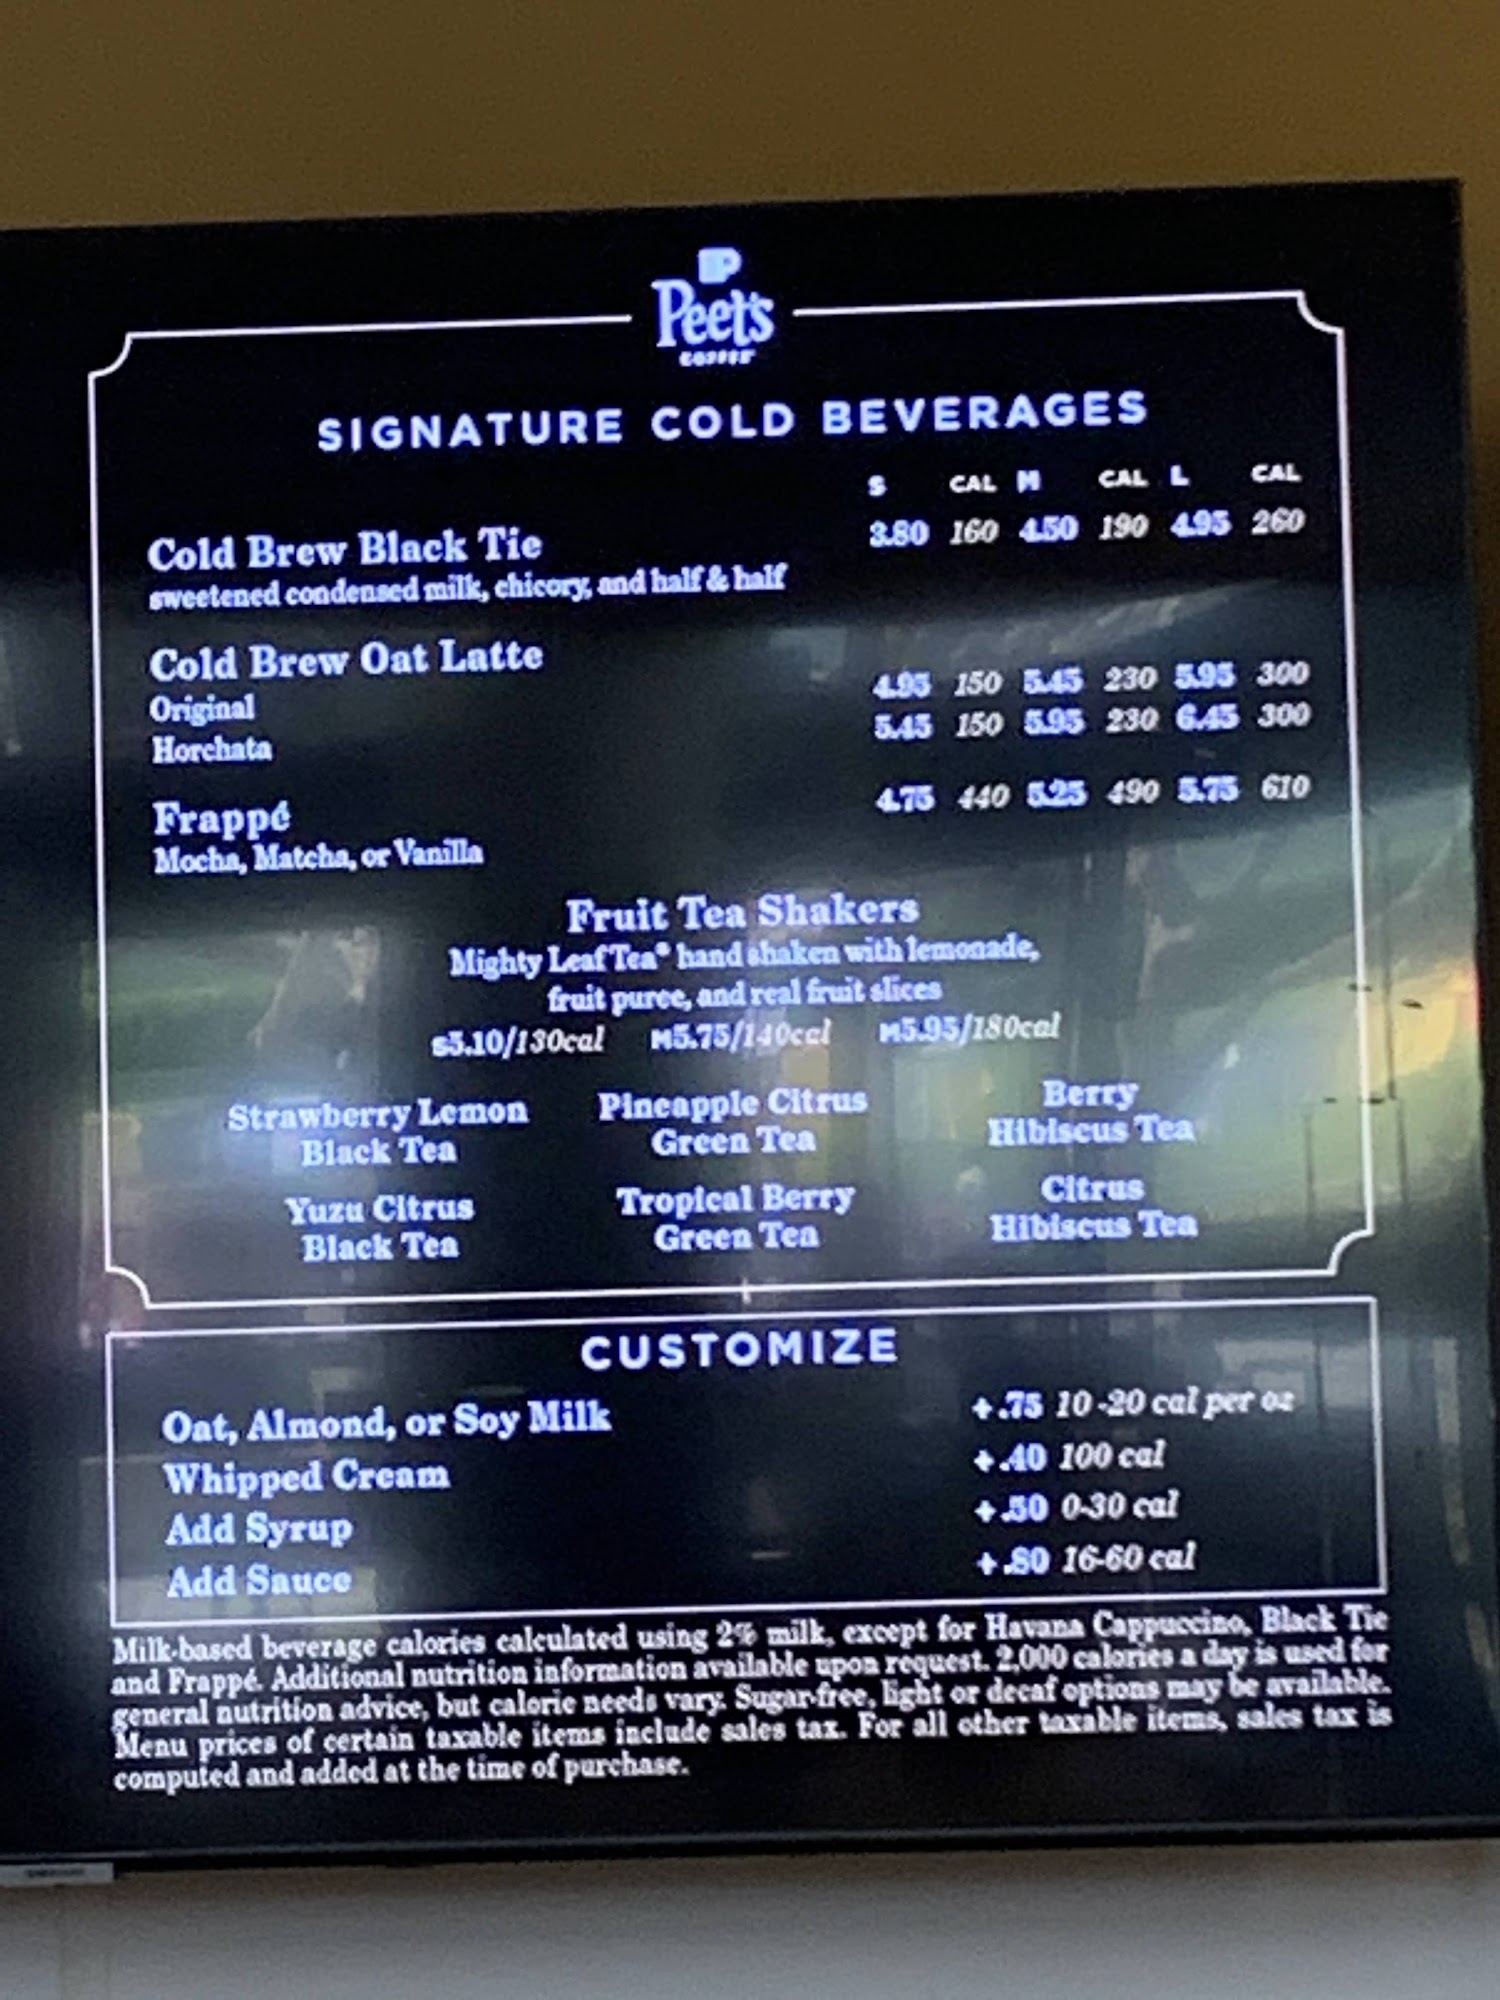 Peet's
COFFEE
SIGNATURE COLD BEVERAGES
S CAL M CAL L CAL
Cold Brew Black Tie 3.80 160 4.50 190 4.95 260
sweetened condensed milk, chicory, and half & half
Cold Brew Oat Latte
Original 4.95 150 5.45 230 5.95 300
Horchata 5.45 150 5.95 230 6.45 300
Frappé 4.75 440 5.25 490 5.75 610
Mocha, Matcha, or Vanilla
Fruit Tea Shakers
Mighty Leaf Tea® hand shaken with lemonade,
fruit puree, and real fruit slices
S5.10/130cal M5.75/140cal M5.95/180cal
Strawberry Lemon Pineapple Citrus Berry
Black Tea Green Tea Hibiscus Tea
Yuzu Citrus Tropical Berry Citrus
Black Tea Green Tea Hibiscus Tea
CUSTOMIZE
Oat, Almond, or Soy Milk +.75 10-20 cal per oz
Whipped Cream +.40 100 cal
Add Syrup +.50 0-30 cal
Add Sauce +.80 16-60 cal
Milk-based beverage calories calculated using 2% milk, except for Havana Cappuccino, Black Tie
and Frappé. Additional nutrition information available upon request. 2,000 calories a day is used for
general nutrition advice, but calorie needs vary. Sugar-free, light or decaf options may be available.
Menu prices of certain taxable items include sales tax. For all other taxable items, sales tax is
computed and added at the time of purchase.